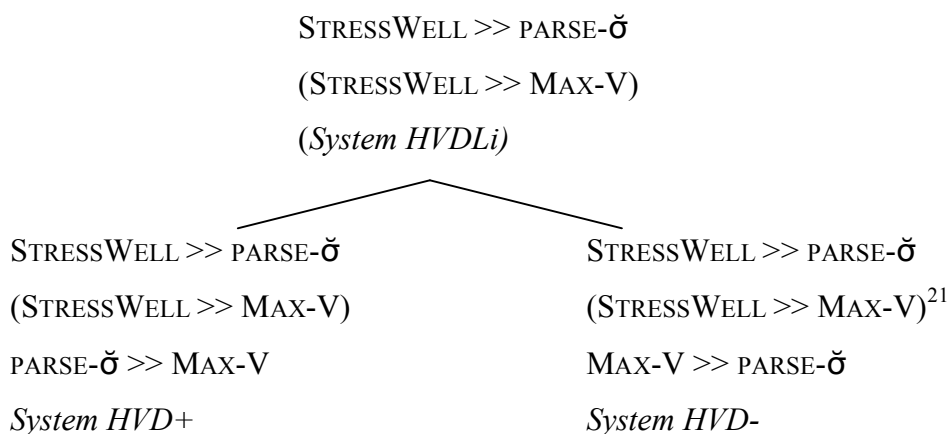 STRESSWELL >> PARSE-σ̆
(STRESSWELL >> MAX-V)
(System HVDLi)
STRESSWELL >> PARSE-σ̆
(STRESSWELL >> MAX-V)
PARSE-σ̆ >> MAX-V
System HVD+
STRESSWELL >> PARSE-σ̆
(STRESSWELL >> MAX-V)21
MAX-V >> PARSE-σ̆
System HVD-